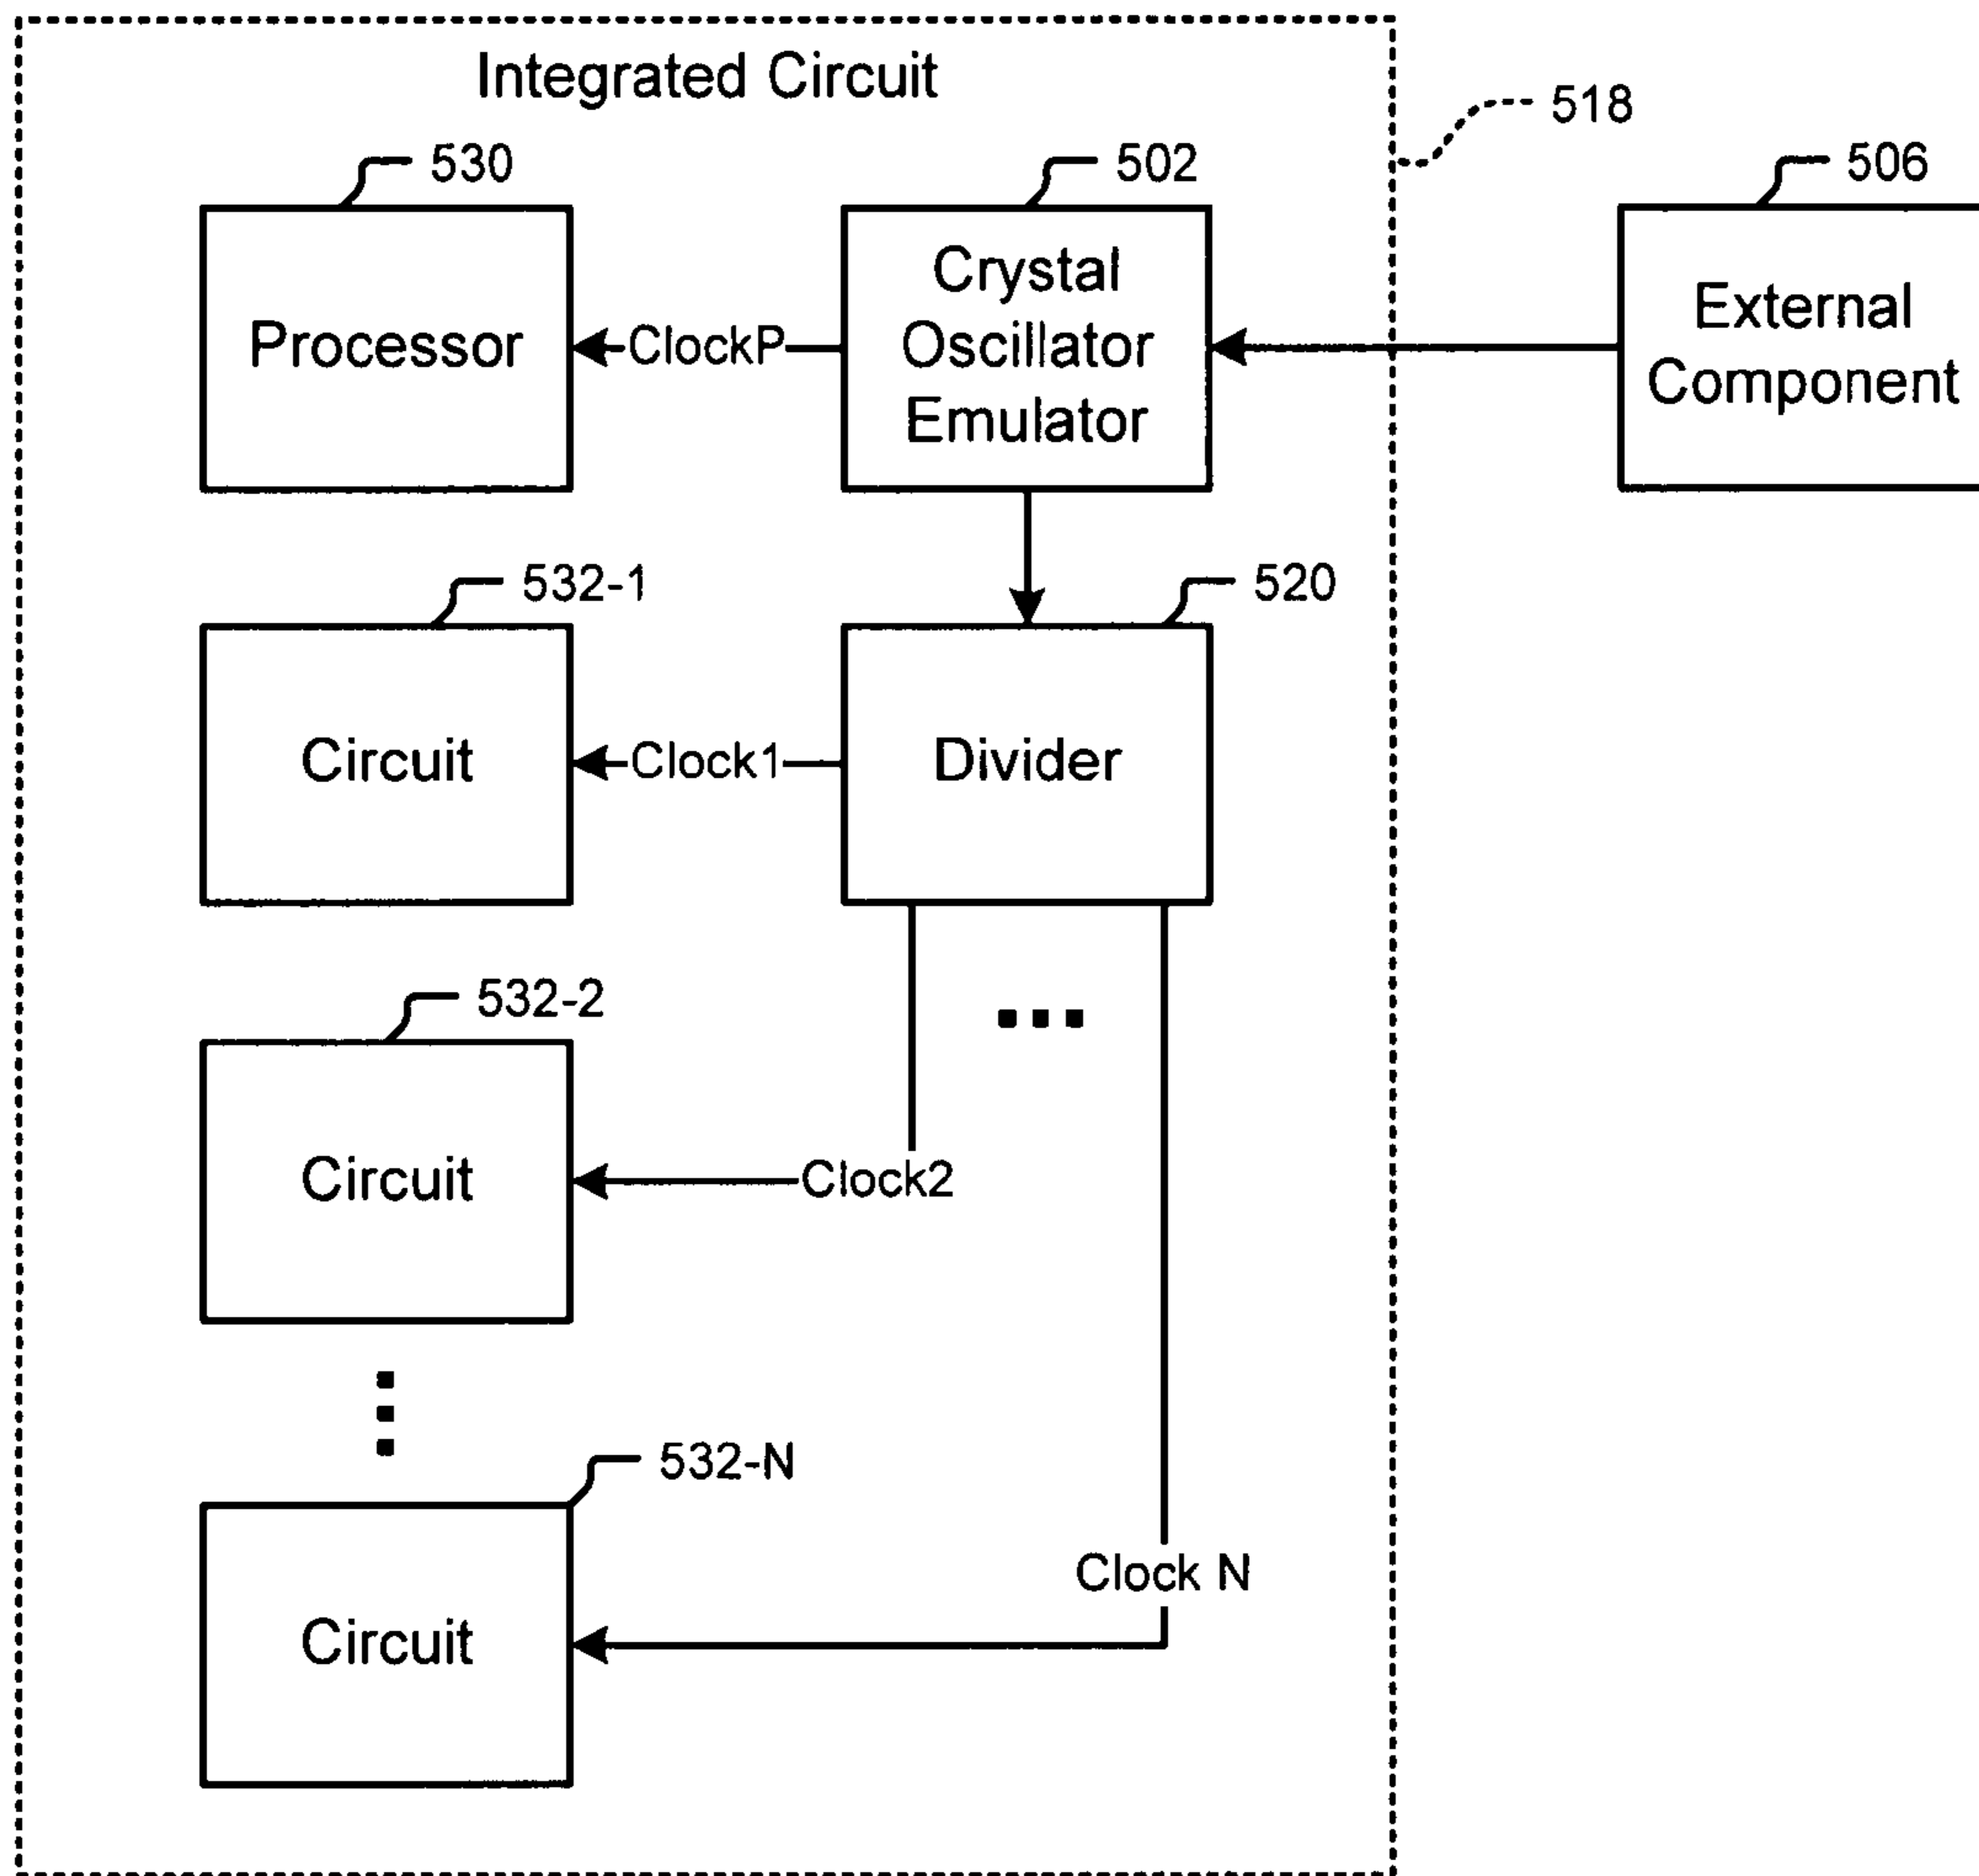 Integrated Circuit
518
530
502
506
Processor
ClockP
Crystal
Oscillator
Emulator
External
Component
532-1
520
Circuit
Clock1
Divider
532-2
Circuit
Clock2
532-N
Clock N
Circuit